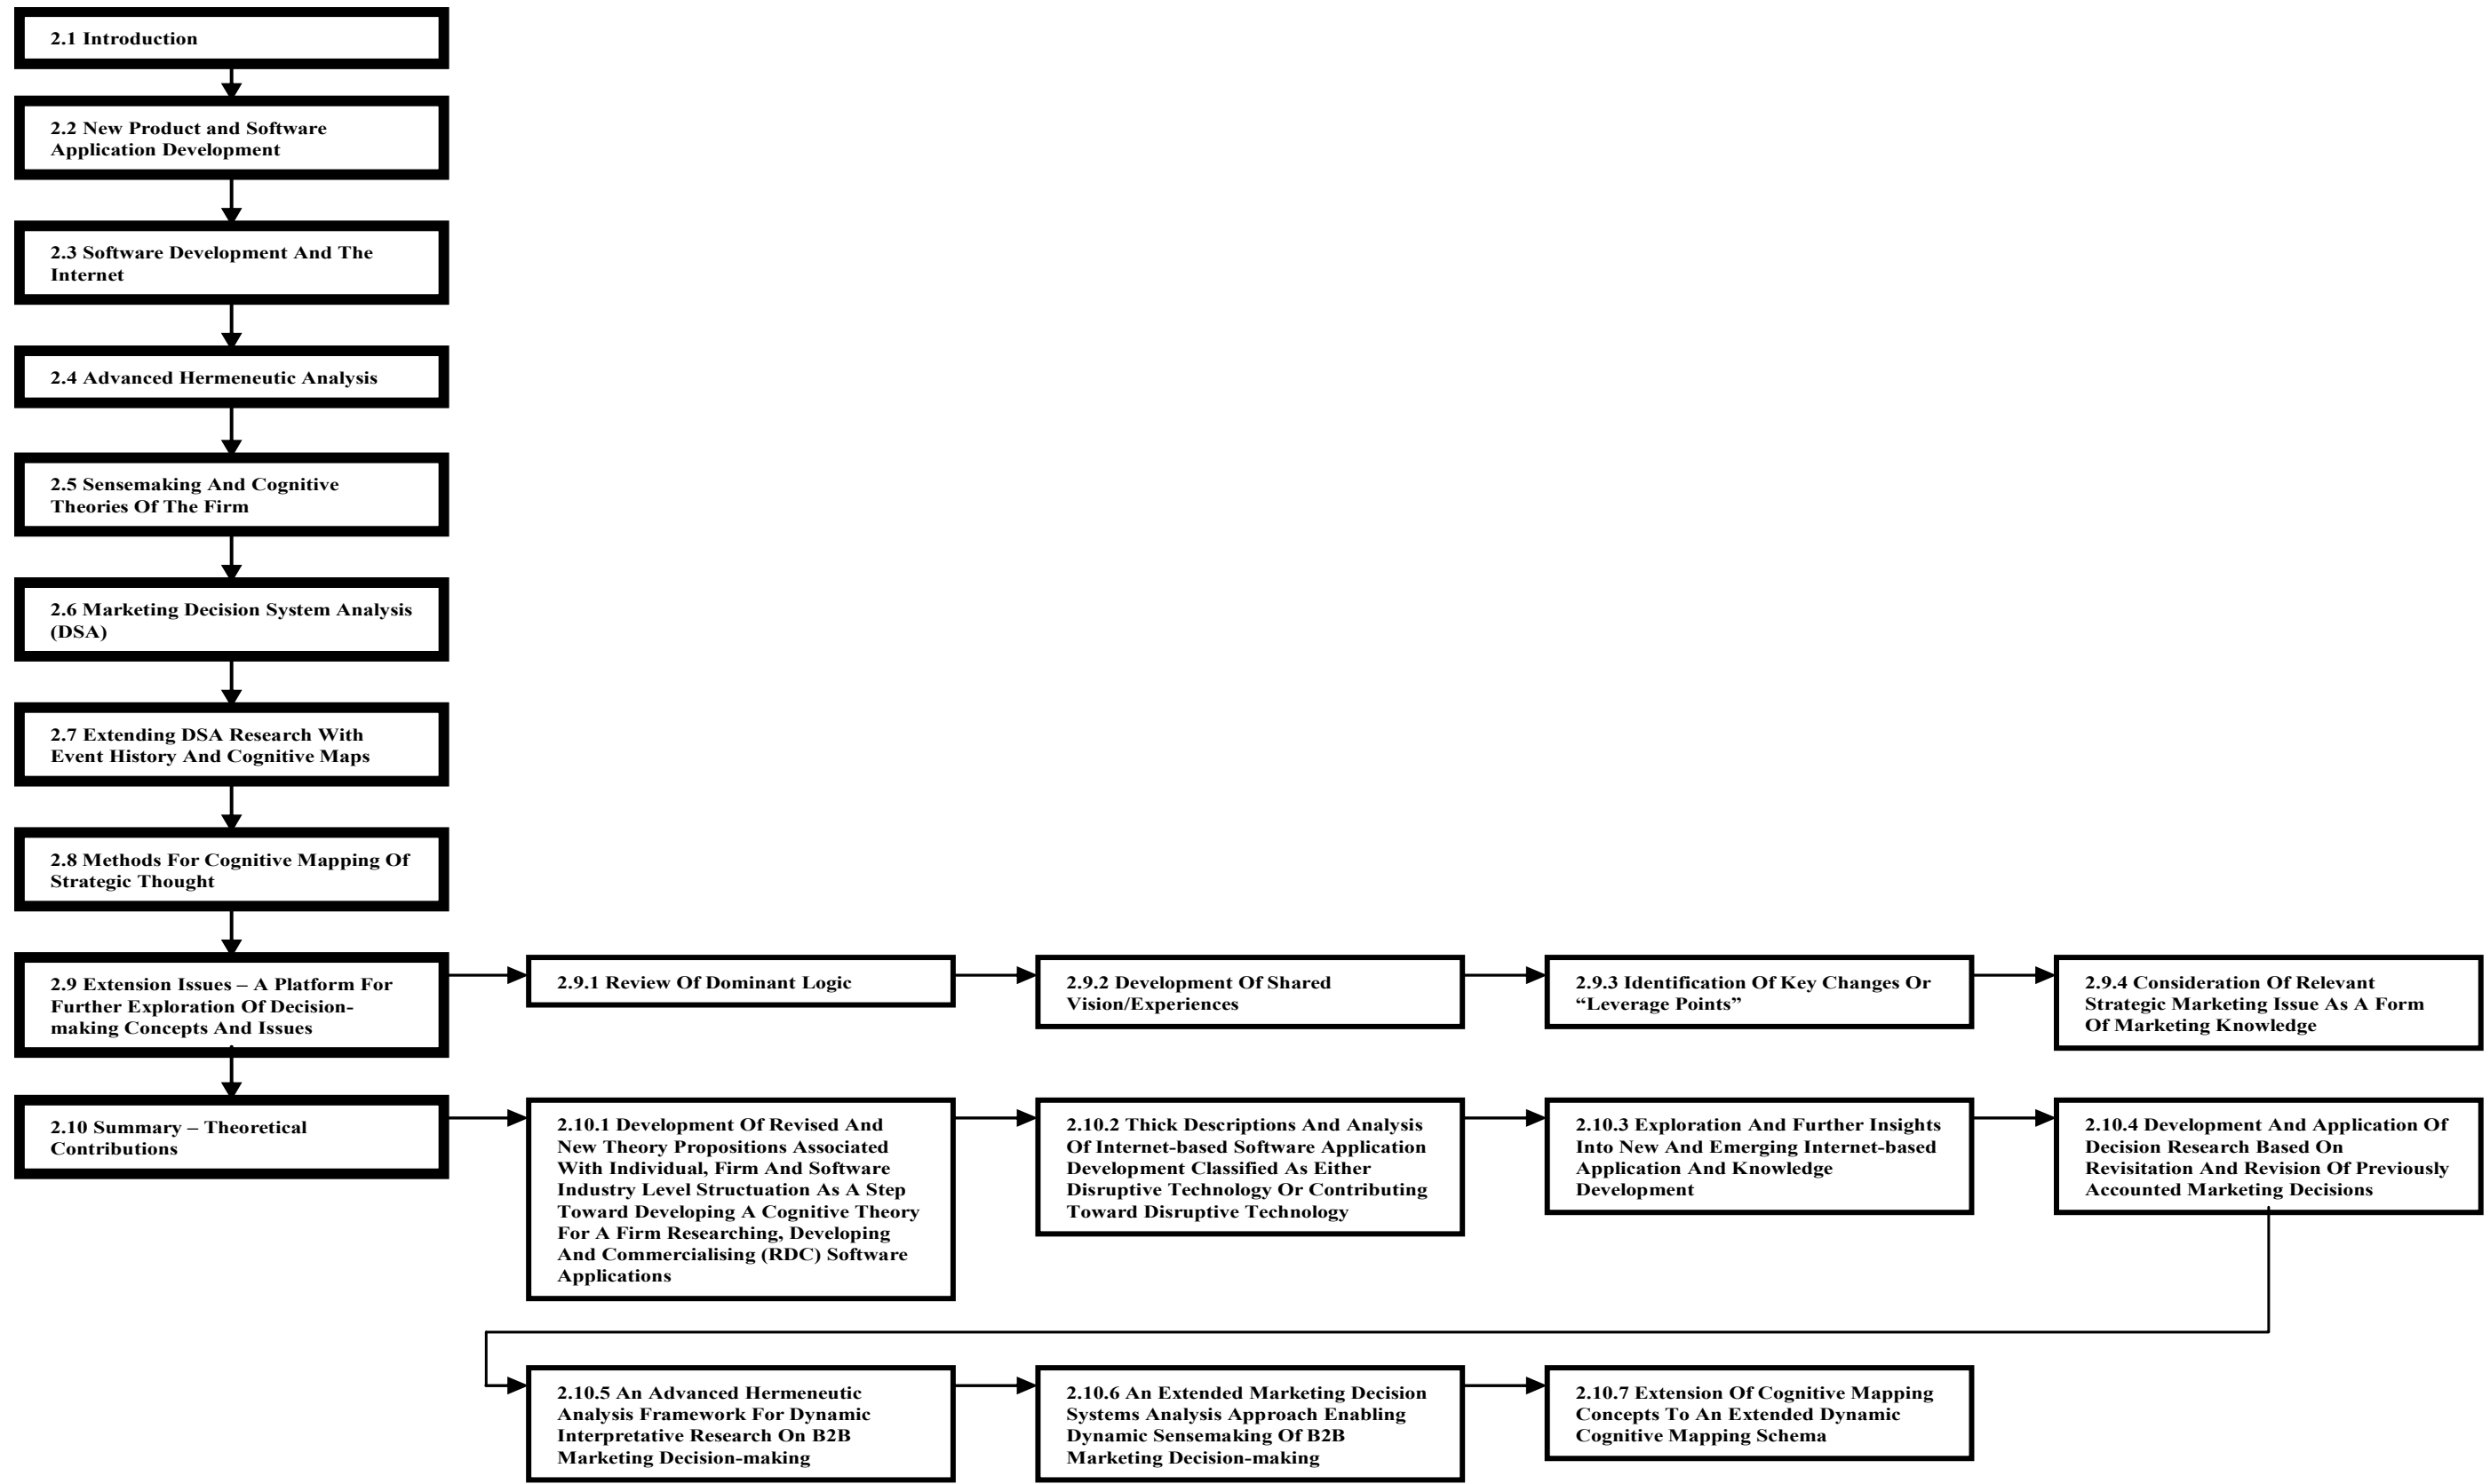 2.1 Introduction
2.2 New Product and Software
Application Development
2.3 Software Development And The
Internet
2.4 Advanced Hermeneutic Analysis
2.5 Sensemaking And Cognitive
Theories Of The Firm
2.6 Marketing Decision System Analysis
(DSA)
2.7 Extending DSA Research With
Event History And Cognitive Maps
2.8 Methods For Cognitive Mapping Of
Strategic Thought
2.9 Extension Issues – A Platform For
Further Exploration Of Decision-
making Concepts And Issues
2.9.1 Review Of Dominant Logic
2.9.2 Development Of Shared
Vision/Experiences
2.9.3 Identification Of Key Changes Or
“Leverage Points”
2.9.4 Consideration Of Relevant
Strategic Marketing Issue As A Form
Of Marketing Knowledge
2.10 Summary – Theoretical
Contributions
2.10.1 Development Of Revised And
New Theory Propositions Associated
With Individual, Firm And Software
Industry Level Structuation As A Step
Toward Developing A Cognitive Theory
For A Firm Researching, Developing
And Commercialising (RDC) Software
Applications
2.10.2 Thick Descriptions And Analysis
Of Internet-based Software Application
Development Classified As Either
Disruptive Technology Or Contributing
Toward Disruptive Technology
2.10.3 Exploration And Further Insights
Into New And Emerging Internet-based
Application And Knowledge
Development
2.10.4 Development And Application Of
Decision Research Based On
Revisitation And Revision Of Previously
Accounted Marketing Decisions
2.10.5 An Advanced Hermeneutic
Analysis Framework For Dynamic
Interpretative Research On B2B
Marketing Decision-making
2.10.6 An Extended Marketing Decision
Systems Analysis Approach Enabling
Dynamic Sensemaking Of B2B
Marketing Decision-making
2.10.7 Extension Of Cognitive Mapping
Concepts To An Extended Dynamic
Cognitive Mapping Schema